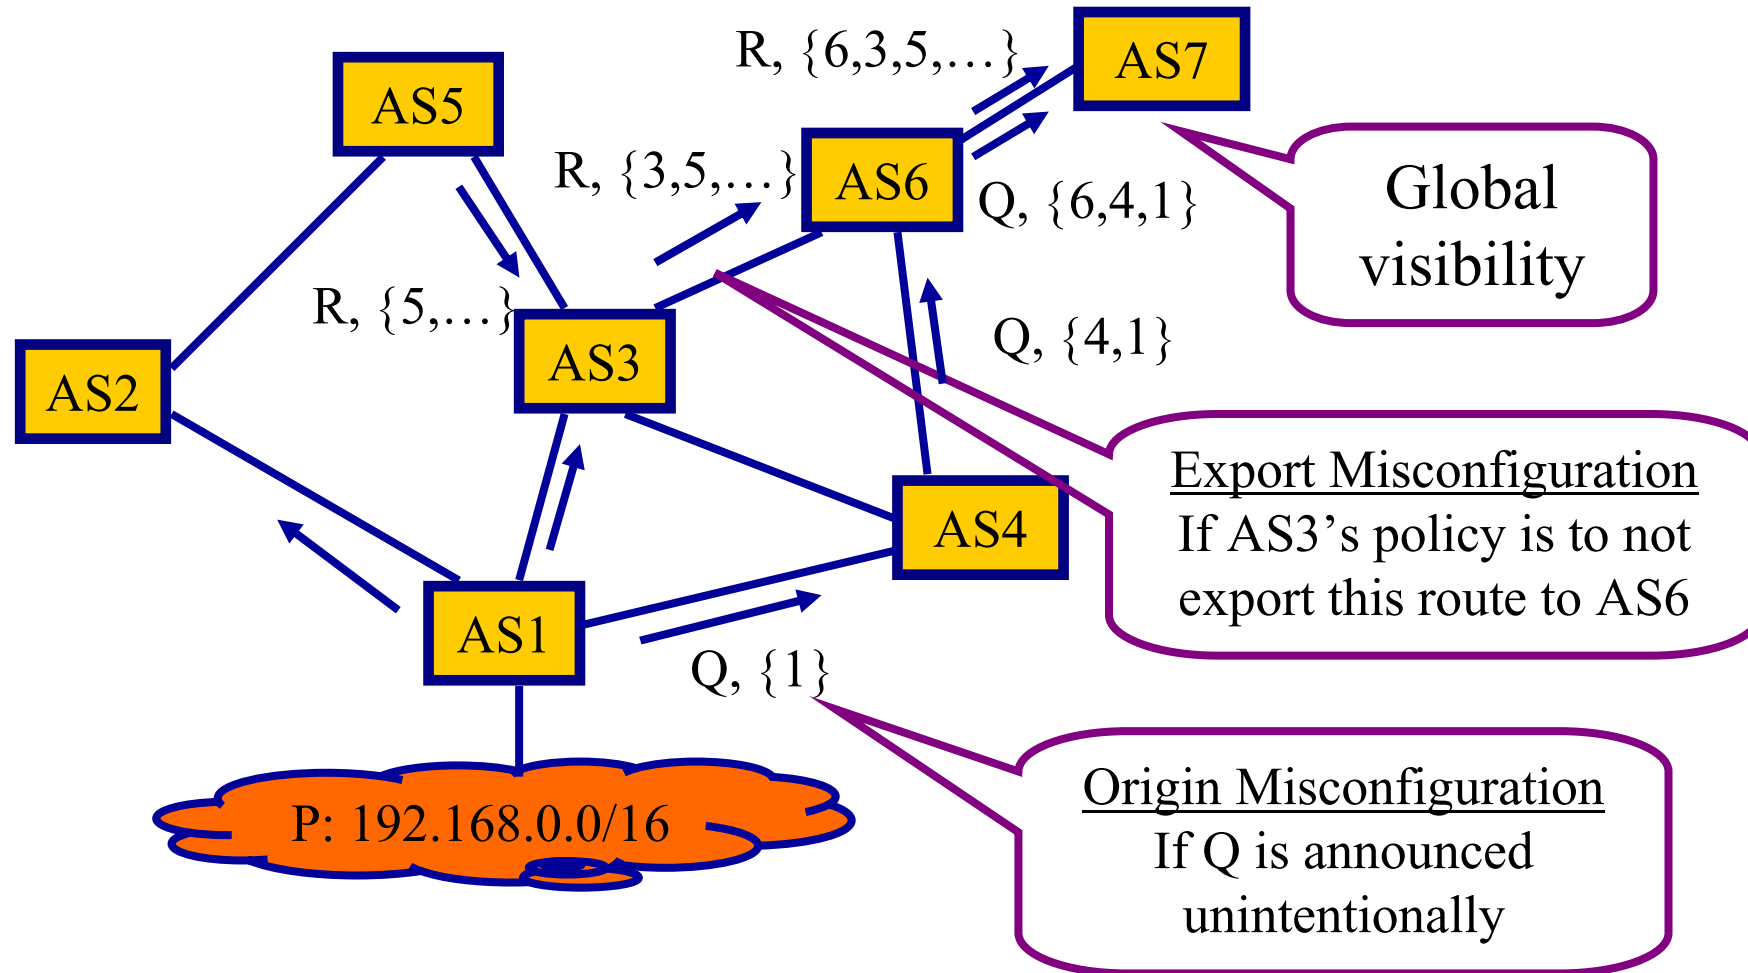 R, {6,3,5,…}
AS7
AS5
R, {3,5,…}
AS6
Q, {6,4,1}
Global
visibility
R, {5,…}
Q, {4,1}
AS3
AS2
Export Misconfiguration
If AS3’s policy is to not
export this route to AS6
AS4
AS1
Q, {1}
P: 192.168.0.0/16
Origin Misconfiguration
If Q is announced
unintentionally